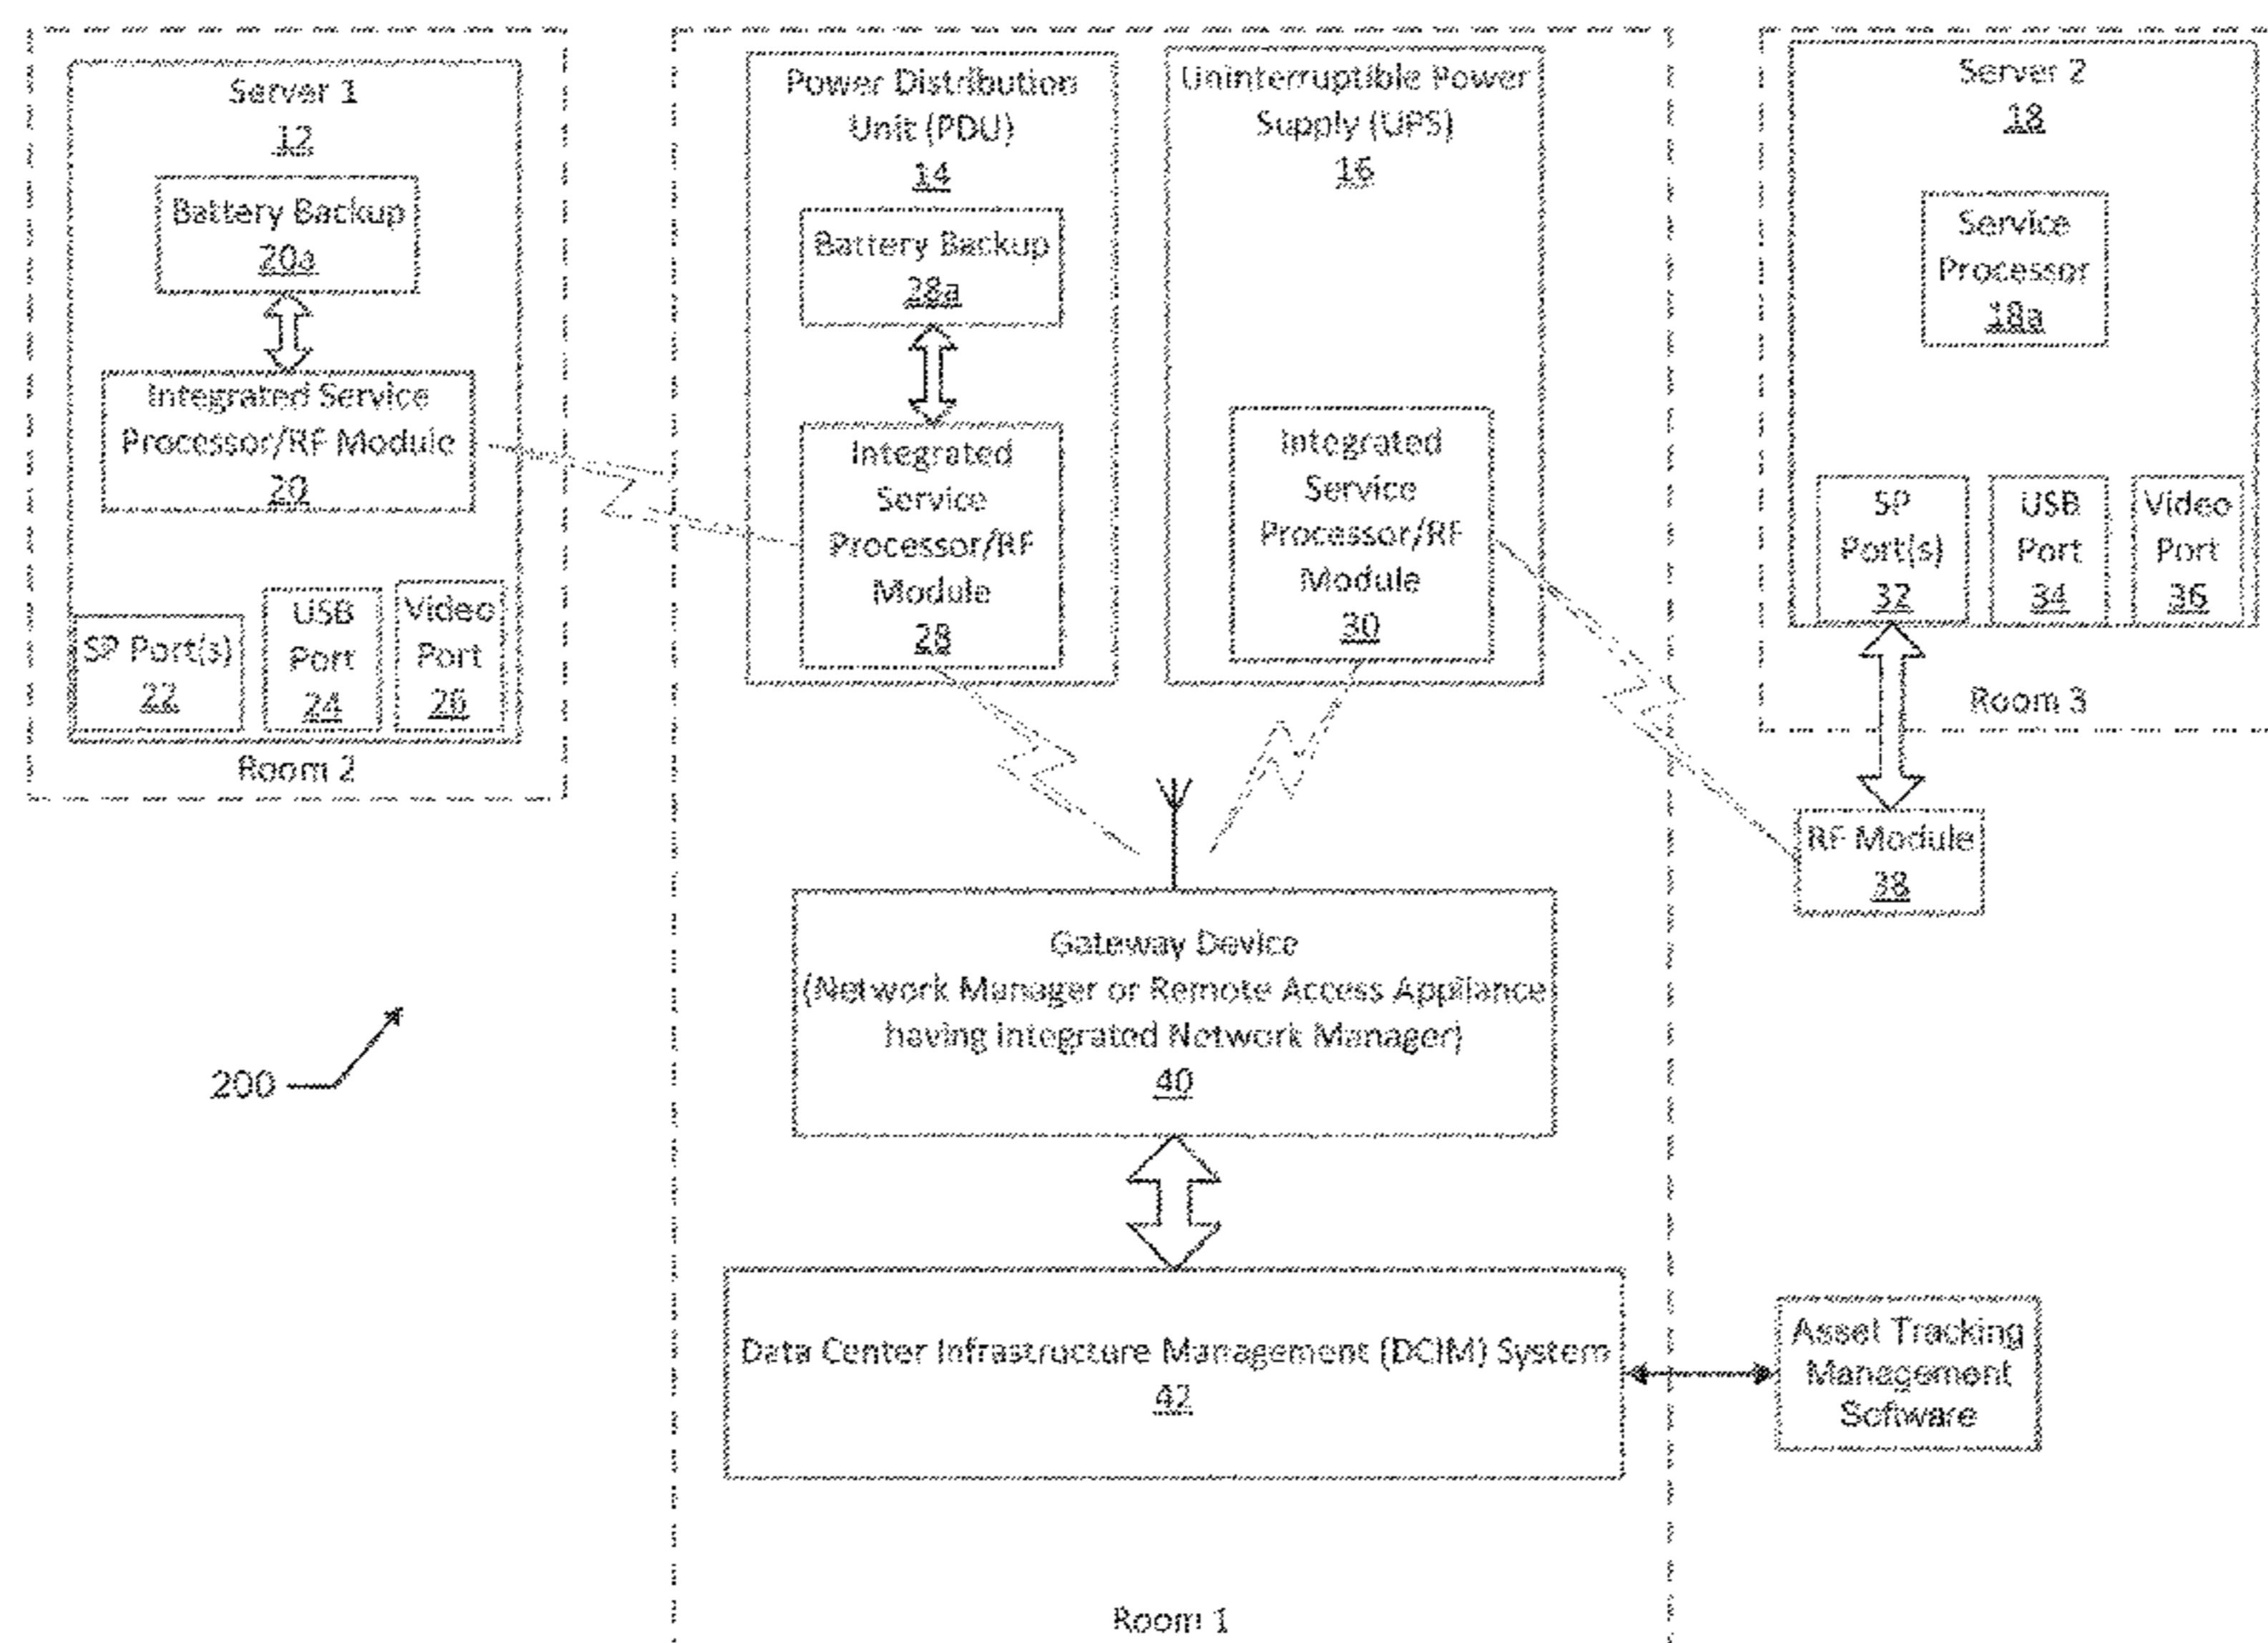 Server 1
12
Battery Backup
20a
Integrated Service
Processor/RF Module
20
SP Port(s)
22
USB
Port
24
Video
Port
26
Room 2
Power Distribution
Unit (PDU)
14
Battery Backup
28a
Integrated
Service
Processor/RF
Module
28
Uninterruptible Power
Supply (UPS)
16
Integrated
Service
Processor/RF
Module
30
Server 2
18
Service
Processor
18a
SP
Port(s)
32
USB
Port
34
Video
Port
36
Room 3
RF Module
38
Gateway Device
(Network Manager or Remote Access Appliance
having Integrated Network Manager)
40
200
Data Center Infrastructure Management (DCIM) System
42
Asset Tracking
Management
Software
Room 1